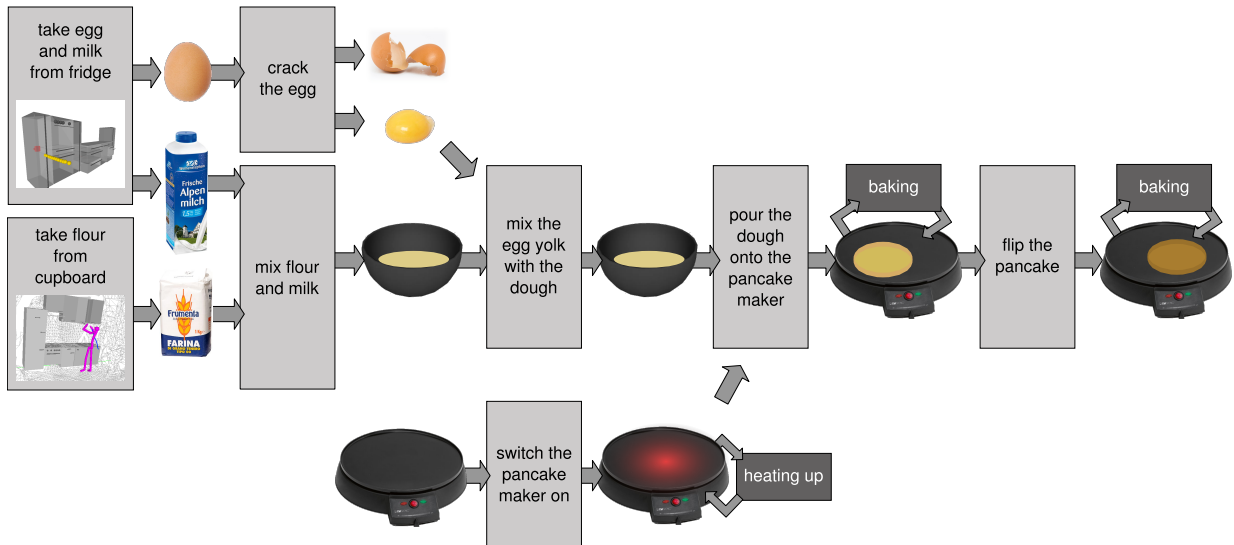 take egg
and milk
from fridge
crack
the egg
Frische
Alpen
milch
take flour
from
cupboard
mix flour
and milk
Frumenta
FARINA
mix the
egg yolk
with the
dough
pour the
dough
onto the
pancake
maker
baking
flip the
pancake
baking
switch the
pancake
maker on
heating up